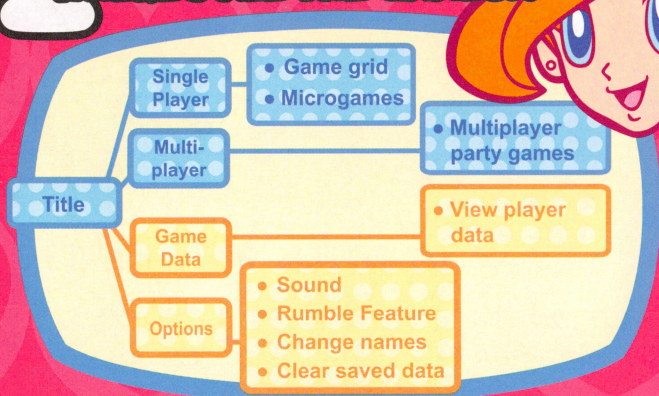 Title
Single
Player
• Game grid
• Microgames
Multi-
player
• Multiplayer
party games
Game
Data
• View player
data
Options
• Sound
• Rumble Feature
• Change names
• Clear saved data